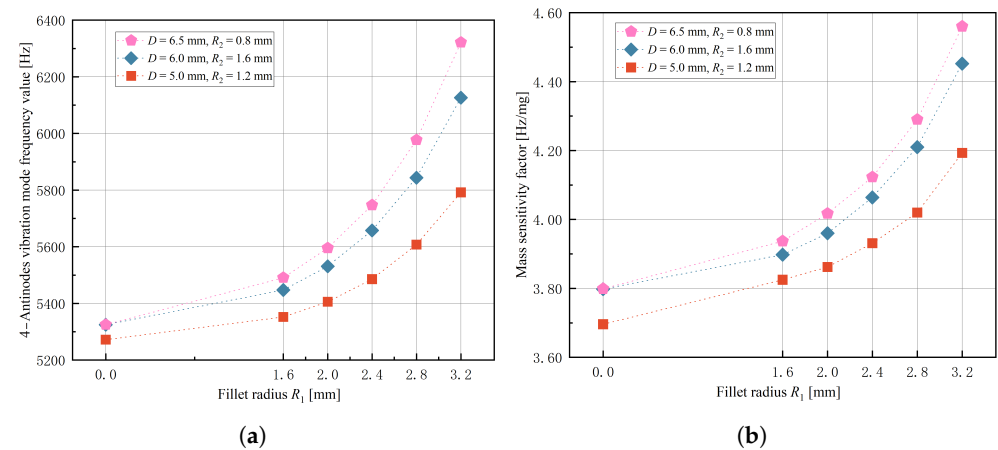 (a)
4-Antinodes vibration mode frequency value [Hz]
6400
6200
6000
5800
5600
5400
5200
D = 6.5 mm, R2 = 0.8 mm
D = 6.0 mm, R2 = 1.6 mm
D = 5.0 mm, R2 = 1.2 mm
0.0 1.6 2.0 2.4 2.8 3.2
Fillet radius R1 [mm]
(a)
(b)
Mass sensitivity factor [Hz/mg]
4.60
4.40
4.20
4.00
3.80
3.60
D = 6.5 mm, R2 = 0.8 mm
D = 6.0 mm, R2 = 1.6 mm
D = 5.0 mm, R2 = 1.2 mm
0.0 1.6 2.0 2.4 2.8 3.2
Fillet radius R1 [mm]
(b)